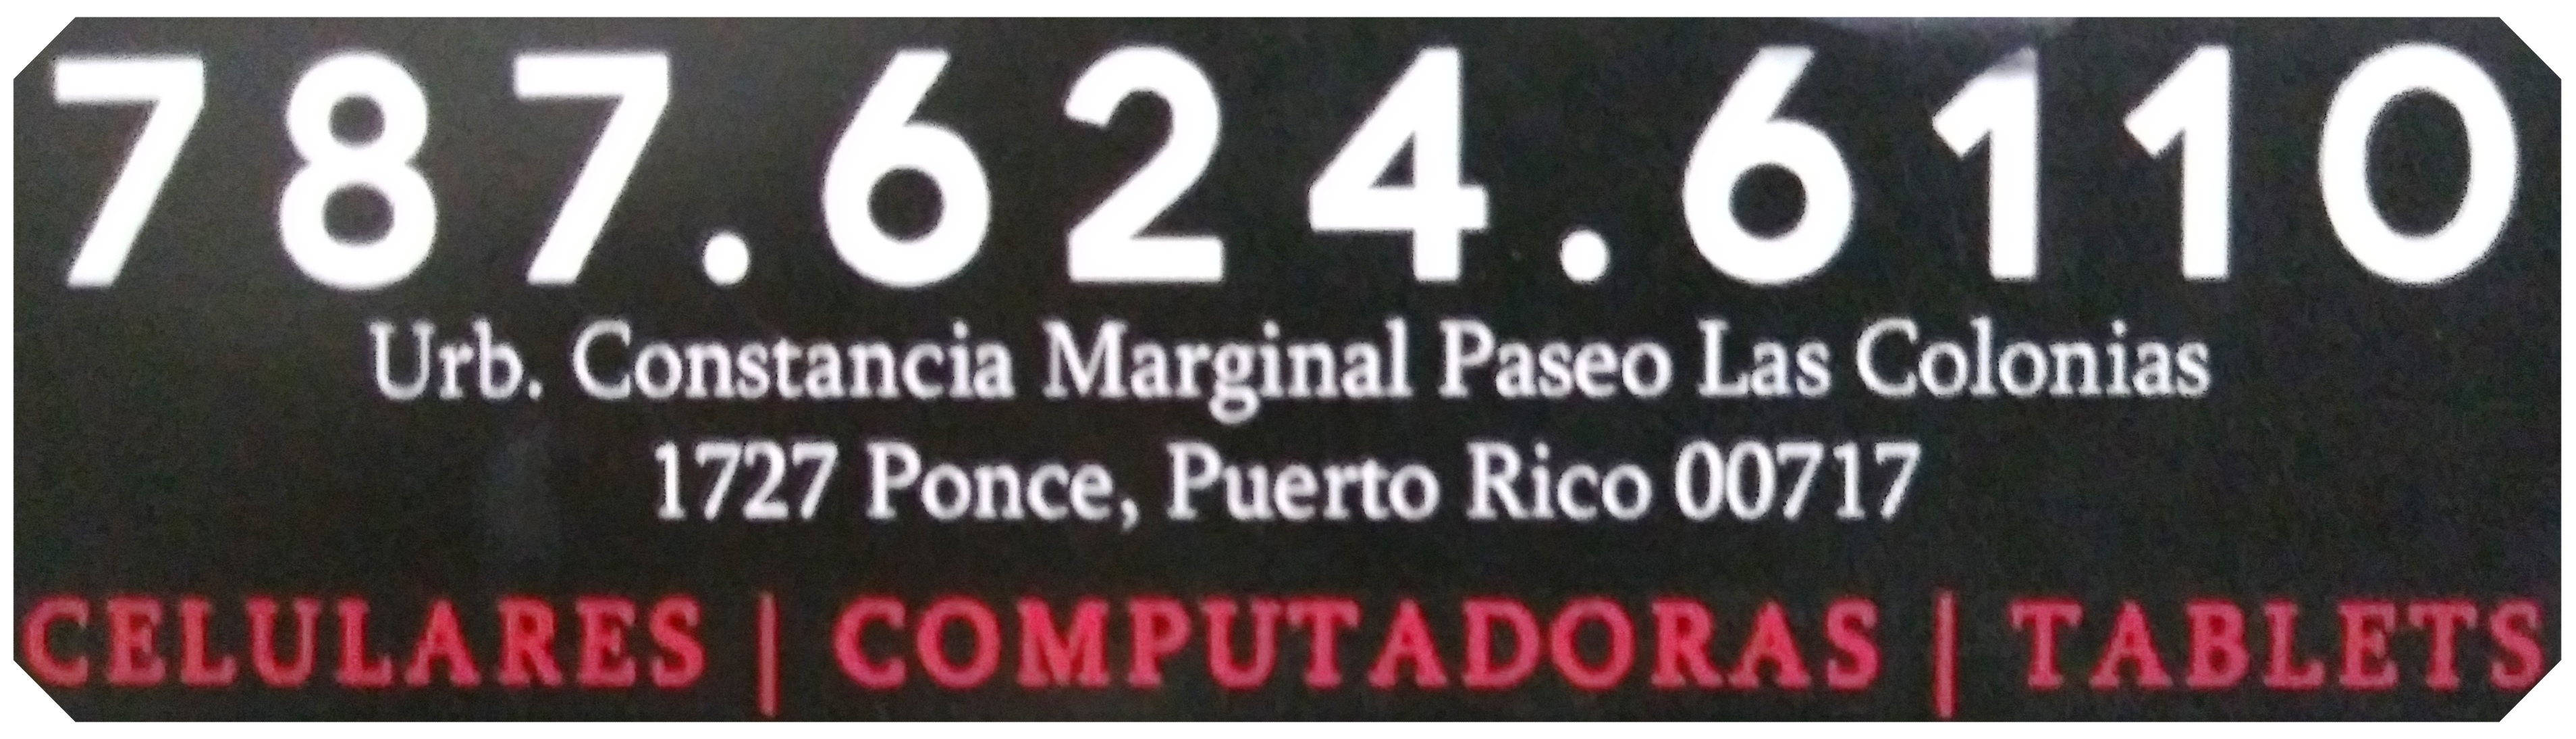 787.624.6110
Urb. Constancia Marginal Paseo Las Colonias
1727 Ponce, Puerto Rico 00717
CELULARES | COMPUTADORAS | TABLETS